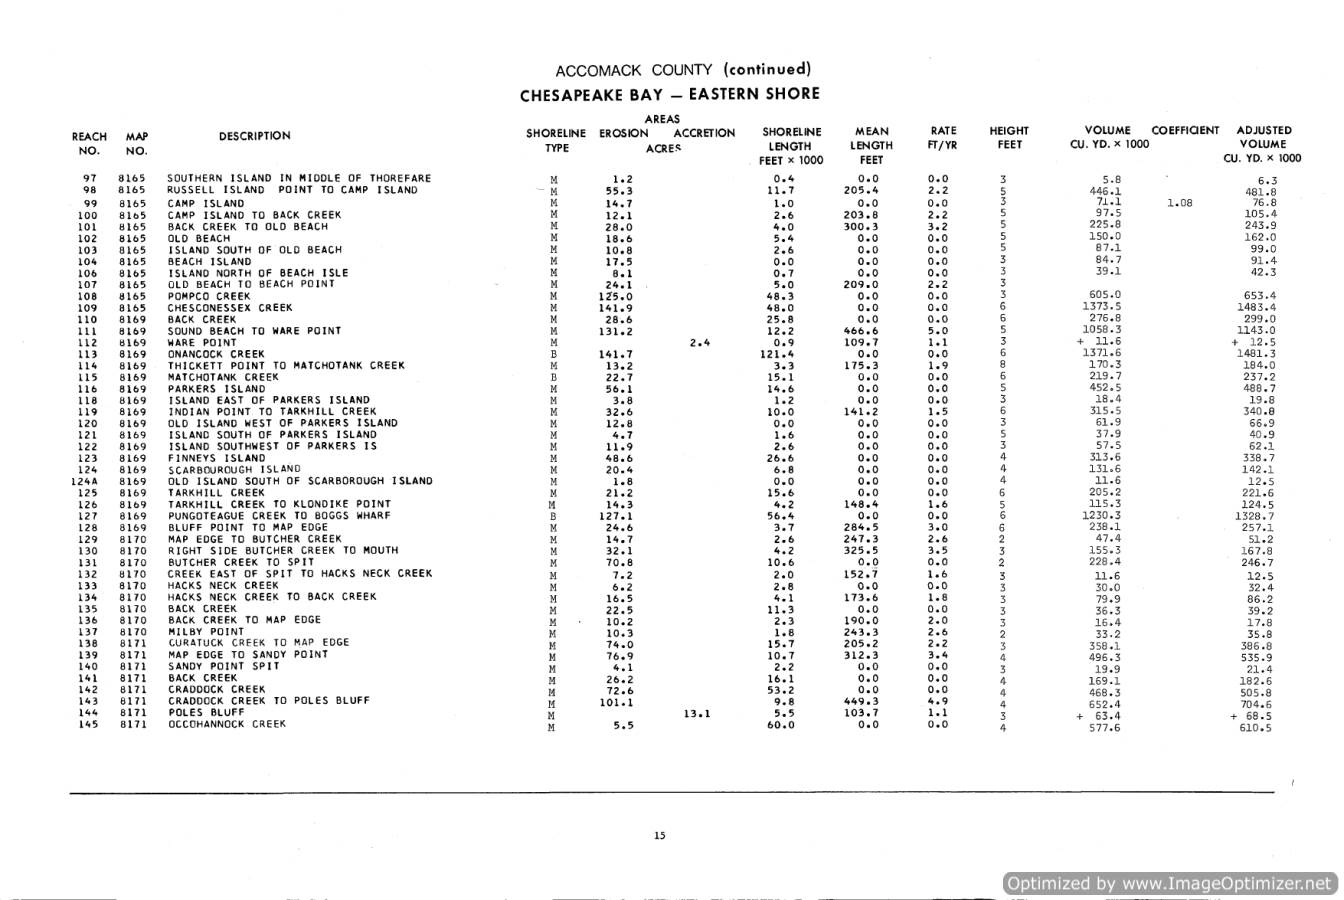 ACCOMACK COUNTY (continued)
CHESAPEAKE BAY — EASTERN SHORE
AREAS
REACH MAP DESCRIPTION SHORELINE EROSION ACCRETION SHORELINE MEAN RATE HEIGHT VOLUME COEFFICIENT ADJUSTED
NO. NO. TYPE ACRES LENGTH LENGTH FT/YR FEET CU. YD. × 1000 VOLUME
FEET × 1000 FEET CU. YD. × 1000
97 8165 SOUTHERN ISLAND IN MIDDLE OF THOREFARE M 1.2 0.4 0.0 0.0 3 5.8 6.3
98 8165 RUSSELL ISLAND POINT TO CAMP ISLAND M 55.3 11.7 205.4 2.2 5 446.1 481.8
99 8165 CAMP ISLAND M 14.7 1.0 0.0 0.0 3 71.1 1.08 76.8
100 8165 CAMP ISLAND TO BACK CREEK M 12.1 2.6 203.8 2.2 5 97.5 105.4
101 8165 BACK CREEK TO OLD BEACH M 28.0 4.0 300.3 3.2 5 225.8 243.9
102 8165 OLD BEACH M 18.6 5.4 0.0 0.0 5 150.0 162.0
103 8165 ISLAND SOUTH OF OLD BEACH M 10.8 2.6 0.0 0.0 5 87.1 99.0
104 8165 BEACH ISLAND M 17.5 0.0 0.0 0.0 3 84.7 91.4
106 8165 ISLAND NORTH OF BEACH ISLE M 8.1 0.7 0.0 0.0 3 39.1 42.3
107 8165 OLD BEACH TO BEACH POINT M 24.1 5.0 209.0 2.2 3
108 8165 POMPCO CREEK M 125.0 48.3 0.0 0.0 3 605.0 653.4
109 8165 CHESCONESSEX CREEK M 141.9 48.0 0.0 0.0 6 1373.5 1483.4
110 8169 BACK CREEK M 28.6 25.8 0.0 0.0 6 276.8 299.0
111 8169 SOUND BEACH TO WARE POINT M 131.2 12.2 466.6 5.0 5 1058.3 1143.0
112 8169 WARE POINT M 2.4 0.9 109.7 1.1 3 + 11.6 + 12.5
113 8169 ONANCOCK CREEK B 141.7 121.4 0.0 0.0 6 1371.6 1481.3
114 8169 THICKETT POINT TO MATCHOTANK CREEK M 13.2 3.3 175.3 1.9 8 170.3 184.0
115 8169 MATCHOTANK CREEK B 22.7 15.1 0.0 0.0 6 219.7 237.2
116 8169 PARKERS ISLAND M 56.1 14.6 0.0 0.0 5 452.5 488.7
118 8169 ISLAND EAST OF PARKERS ISLAND M 3.8 1.2 0.0 0.0 3 18.4 19.8
119 8169 INDIAN POINT TO TARKHILL CREEK M 32.6 10.0 141.2 1.5 6 315.5 340.8
120 8169 OLD ISLAND WEST OF PARKERS ISLAND M 12.8 0.0 0.0 0.0 3 61.9 66.9
121 8169 ISLAND SOUTH OF PARKERS ISLAND M 4.7 1.6 0.0 0.0 5 37.9 40.9
122 8169 ISLAND SOUTHWEST OF PARKERS IS M 11.9 2.6 0.0 0.0 3 57.5 62.1
123 8169 FINNEYS ISLAND M 48.6 26.6 0.0 0.0 4 313.6 338.7
124 8169 SCARBOUROUGH ISLAND M 20.4 6.8 0.0 0.0 4 131.6 142.1
124A 8169 OLD ISLAND SOUTH OF SCARBOROUGH ISLAND M 1.8 0.0 0.0 0.0 4 11.6 12.5
125 8169 TARKHILL CREEK M 21.2 15.6 0.0 0.0 6 205.2 221.6
126 8169 TARKHILL CREEK TO KLONDIKE POINT M 14.3 4.2 148.4 1.6 5 115.3 124.5
127 8169 PUNGOTEAGUE CREEK TO BOGGS WHARF B 127.1 56.4 0.0 0.0 6 1230.3 1328.7
128 8169 BLUFF POINT TO MAP EDGE M 24.6 3.7 284.5 3.0 6 238.1 257.1
129 8170 MAP EDGE TO BUTCHER CREEK M 14.7 2.6 247.3 2.6 2 47.4 51.2
130 8170 RIGHT SIDE BUTCHER CREEK TO MOUTH M 32.1 4.2 325.5 3.5 3 155.3 167.8
131 8170 BUTCHER CREEK TO SPIT M 70.8 10.6 0.0 0.0 2 228.4 246.7
132 8170 CREEK EAST OF SPIT TO HACKS NECK CREEK M 7.2 2.0 152.7 1.6 3 11.6 12.5
133 8170 HACKS NECK CREEK M 6.2 2.8 0.0 0.0 3 30.0 32.4
134 8170 HACKS NECK CREEK TO BACK CREEK M 16.5 4.1 173.6 1.8 3 79.9 86.2
135 8170 BACK CREEK M 22.5 11.3 0.0 0.0 3 36.3 39.2
136 8170 BACK CREEK TO MAP EDGE M 10.2 2.3 190.0 2.0 3 16.4 17.8
137 8170 MILBY POINT M 10.3 1.8 243.3 2.6 2 33.2 35.8
138 8171 CURATUCK CREEK TO MAP EDGE M 74.0 15.7 205.2 2.2 3 358.1 386.8
139 8171 MAP EDGE TO SANDY POINT M 76.9 10.7 312.3 3.4 4 496.3 535.9
140 8171 SANDY POINT SPIT M 4.1 2.2 0.0 0.0 3 19.9 21.4
141 8171 BACK CREEK M 26.2 16.1 0.0 0.0 4 169.1 182.6
142 8171 CRADDOCK CREEK M 72.6 53.2 0.0 0.0 4 468.3 505.8
143 8171 CRADDOCK CREEK TO POLES BLUFF M 101.1 9.8 449.3 4.9 4 652.4 704.6
144 8171 POLES BLUFF M 13.1 5.5 103.7 1.1 3 + 63.4 + 68.5
145 8171 OCCOHANNOCK CREEK M 5.5 60.0 0.0 0.0 4 577.6 610.5
15
Optimized by www.ImageOptimizer.net